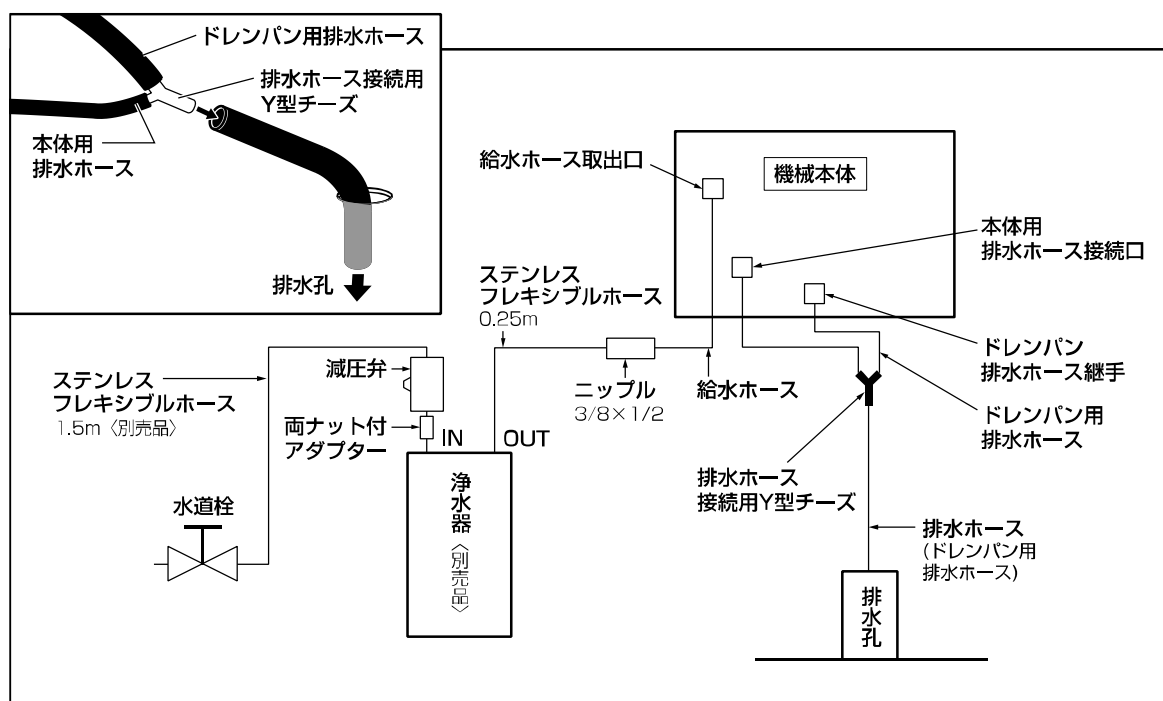 ドレンパン用排水ホース
排水ホース接続用
Y型チーズ
本体用
排水ホース
排水孔
給水ホース取出口
機械本体
本体用
排水ホース接続口
ステンレス
フレキシブルホース
0.25m
減圧弁
ステンレス
フレキシブルホース
1.5m〈別売品〉
両ナット付
アダプター
IN
OUT
ニップル
3/8×1/2
給水ホース
ドレンパン
排水ホース継手
ドレンパン用
排水ホース
水道栓
浄水器〈別売品〉
排水ホース
接続用Y型チーズ
排水ホース
(ドレンパン用
排水ホース)
排水孔